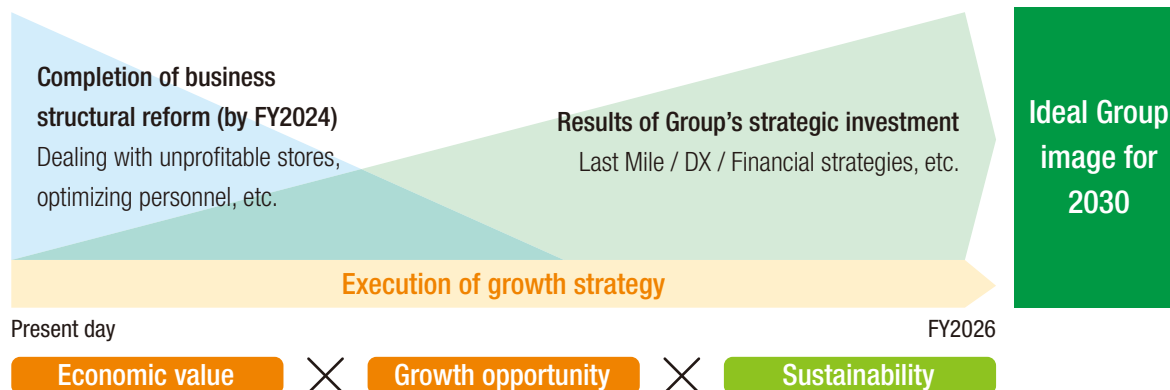 Completion of business
structural reform (by FY2024)
Dealing with unprofitable stores,
optimizing personnel, etc.
Results of Group's strategic investment
Last Mile / DX / Financial strategies, etc.
Ideal Group
image for
2030
Execution of growth strategy
Present day
FY2026
Economic value
Growth opportunity
Sustainability